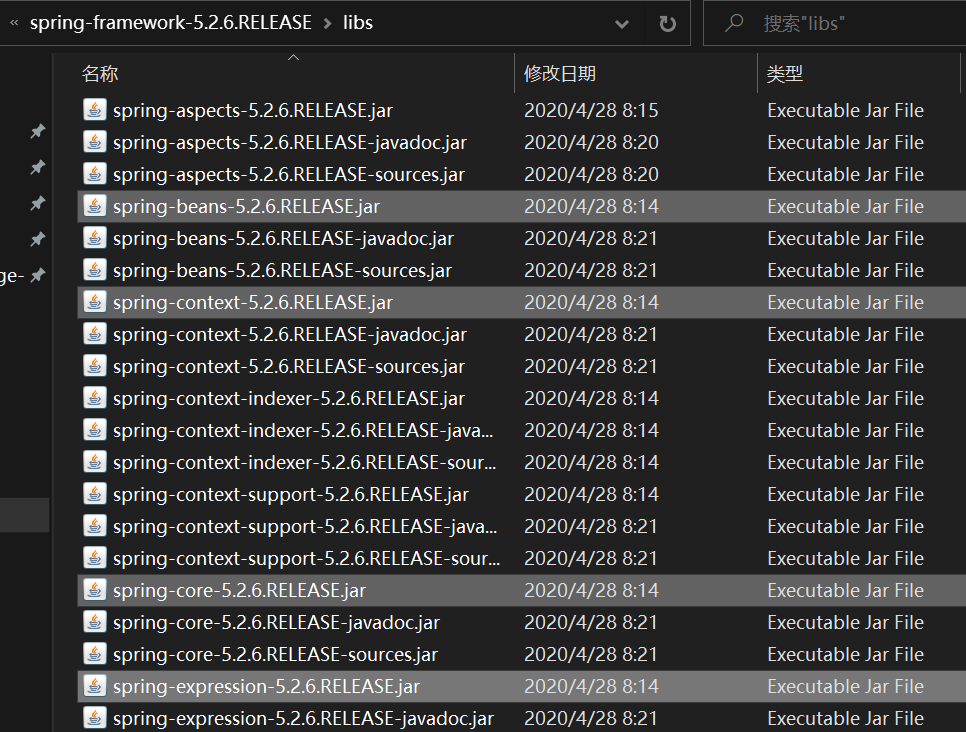 « spring-framework-5.2.6.RELEASE > libs 搜索"libs"
名称 修改日期 类型
spring-aspects-5.2.6.RELEASE.jar 2020/4/28 8:15 Executable Jar File
spring-aspects-5.2.6.RELEASE-javadoc.jar 2020/4/28 8:20 Executable Jar File
spring-aspects-5.2.6.RELEASE-sources.jar 2020/4/28 8:20 Executable Jar File
spring-beans-5.2.6.RELEASE.jar 2020/4/28 8:14 Executable Jar File
spring-beans-5.2.6.RELEASE-javadoc.jar 2020/4/28 8:21 Executable Jar File
ge- spring-beans-5.2.6.RELEASE-sources.jar 2020/4/28 8:21 Executable Jar File
spring-context-5.2.6.RELEASE.jar 2020/4/28 8:14 Executable Jar File
spring-context-5.2.6.RELEASE-javadoc.jar 2020/4/28 8:21 Executable Jar File
spring-context-5.2.6.RELEASE-sources.jar 2020/4/28 8:21 Executable Jar File
spring-context-indexer-5.2.6.RELEASE.jar 2020/4/28 8:14 Executable Jar File
spring-context-indexer-5.2.6.RELEASE-java... 2020/4/28 8:14 Executable Jar File
spring-context-indexer-5.2.6.RELEASE-sour... 2020/4/28 8:14 Executable Jar File
spring-context-support-5.2.6.RELEASE.jar 2020/4/28 8:14 Executable Jar File
spring-context-support-5.2.6.RELEASE-java... 2020/4/28 8:21 Executable Jar File
spring-context-support-5.2.6.RELEASE-sour... 2020/4/28 8:21 Executable Jar File
spring-core-5.2.6.RELEASE.jar 2020/4/28 8:14 Executable Jar File
spring-core-5.2.6.RELEASE-javadoc.jar 2020/4/28 8:21 Executable Jar File
spring-core-5.2.6.RELEASE-sources.jar 2020/4/28 8:21 Executable Jar File
spring-expression-5.2.6.RELEASE.jar 2020/4/28 8:14 Executable Jar File
spring-expression-5.2.6.RELEASE-javadoc.jar 2020/4/28 8:21 Executable Jar File